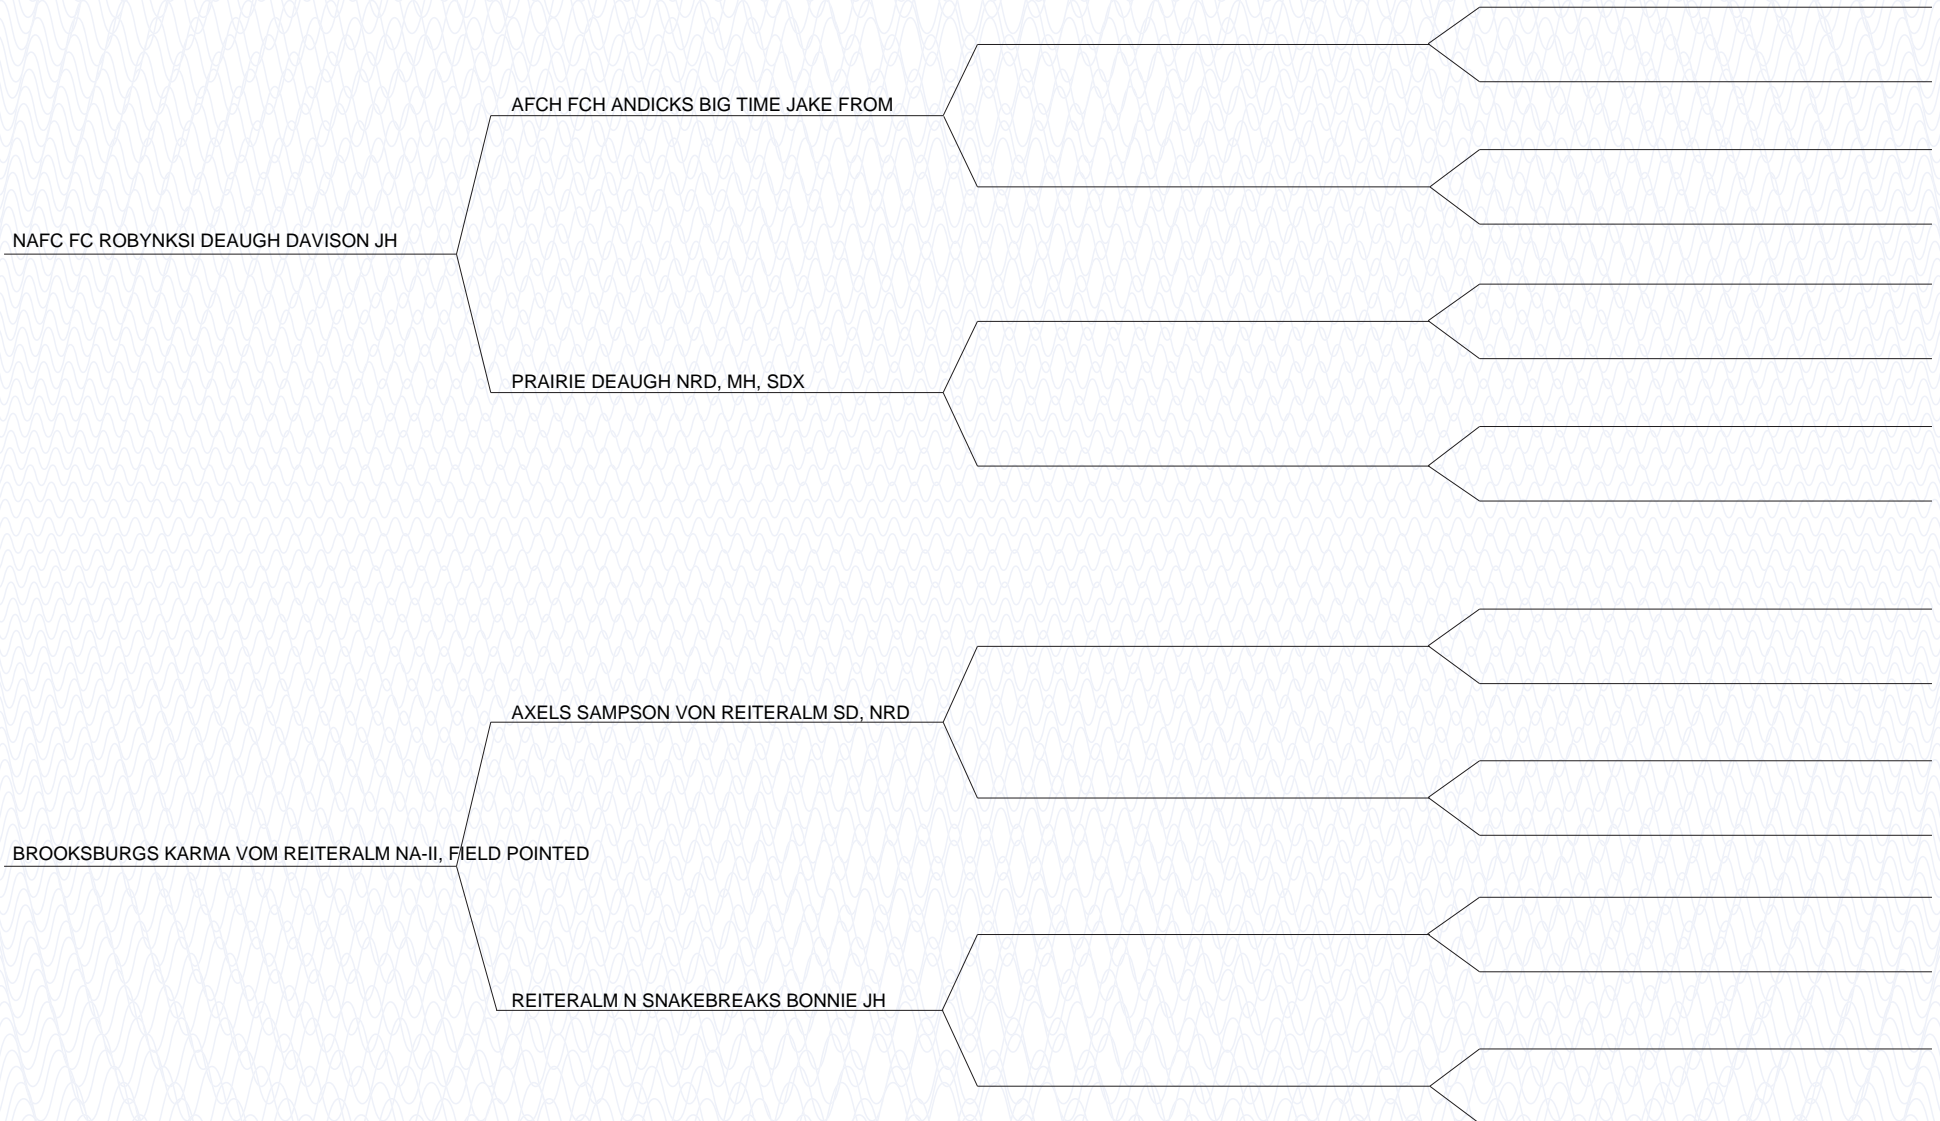 AFCH FCH ANDICKS BIG TIME JAKE FROM
NAFC FC ROBYNKSI DEAUGH DAVISON JH
PRAIRIE DEAUGH NRD, MH, SDX
AXELS SAMPSON VON REITERALM SD, NRD
BROOKSBURGS KARMA VOM REITERALM NA-II, FIELD POINTED
REITERALM N SNAKEBREAKS BONNIE JH